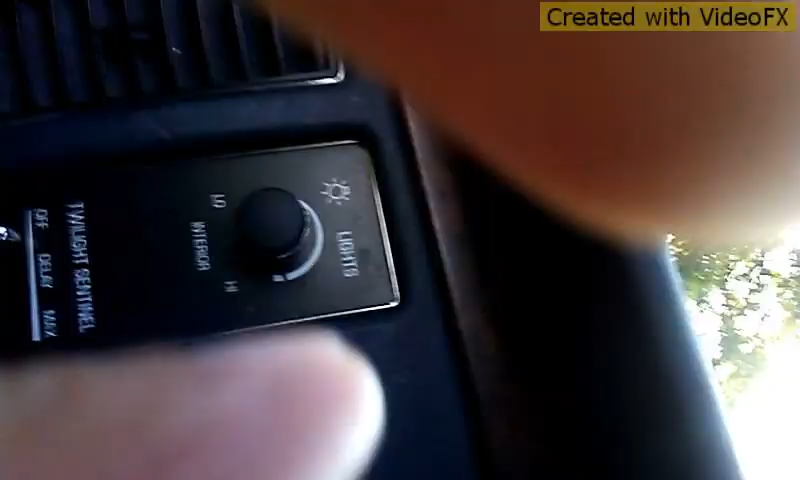 Created with VideoFX
LIGHTS
LO
INTERIOR
HI
TWILIGHT SENTINEL
OFF DELAY MAX